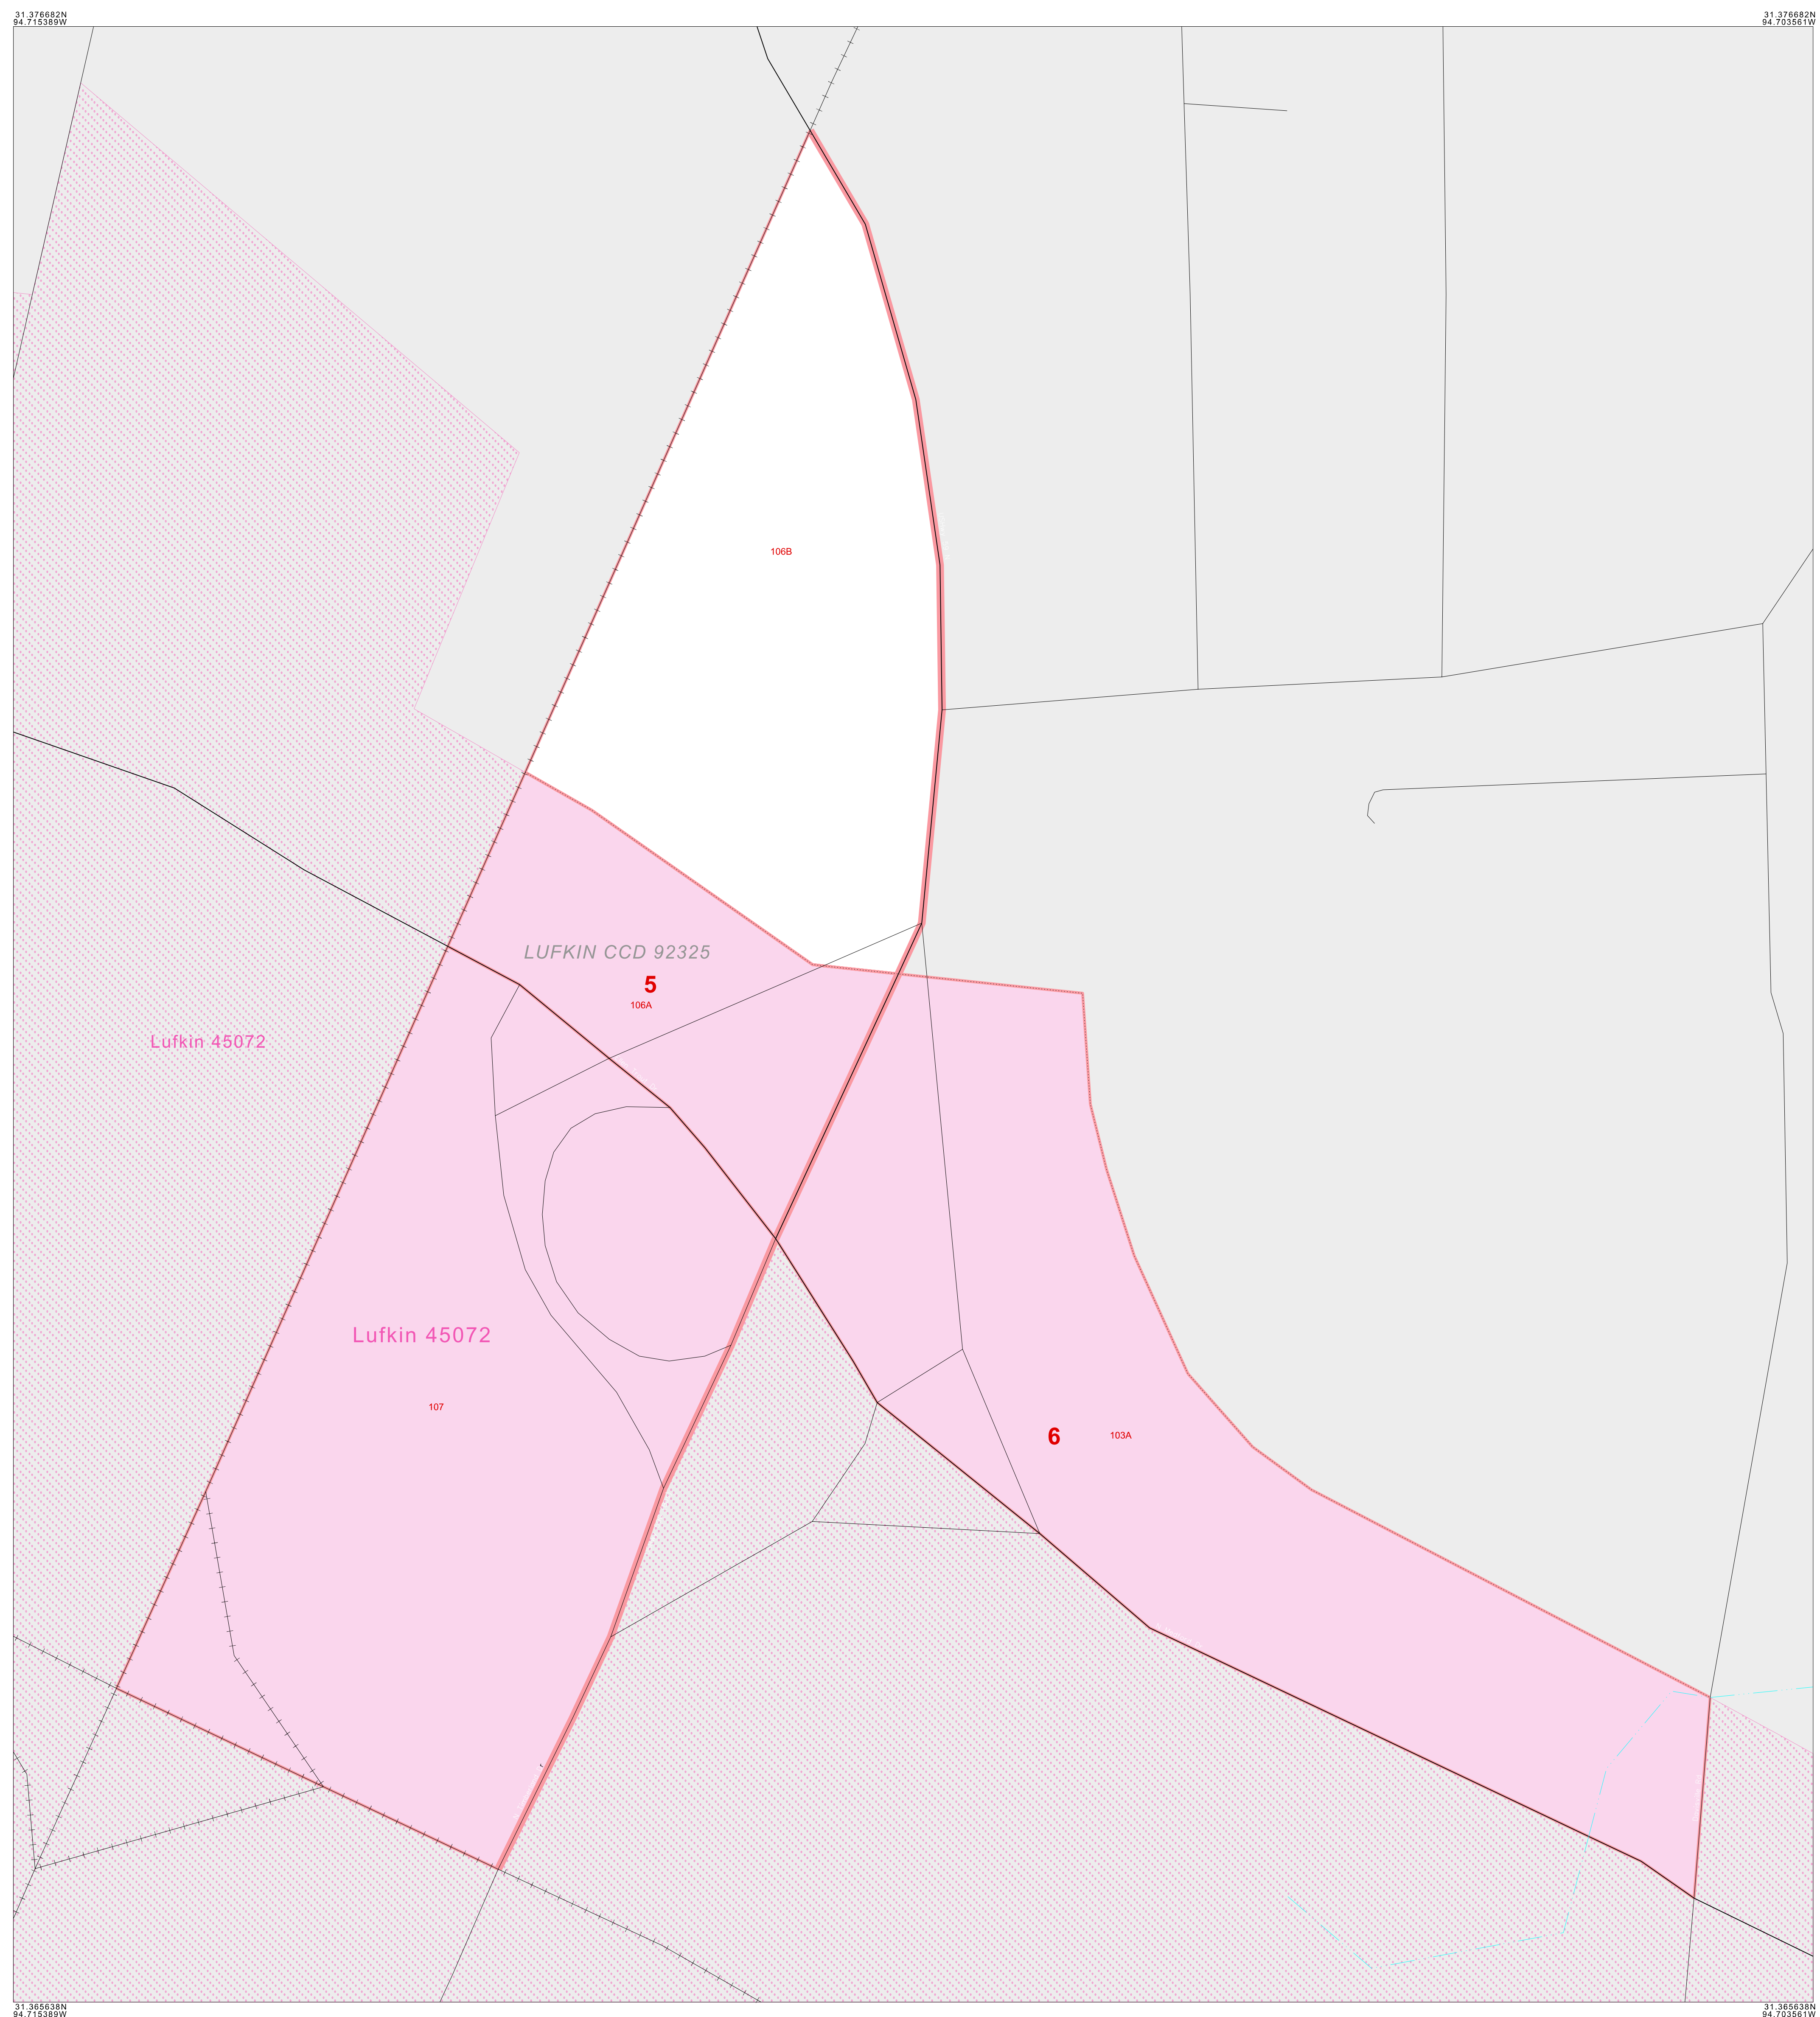 31.376682N
94.715389W
31.376682N
94.703561W
106B
LUFKIN CCD 92325
5
106A
Lufkin 45072
Lufkin 45072
107
6
103A
31.365638N
94.715389W
31.365638N
94.703561W